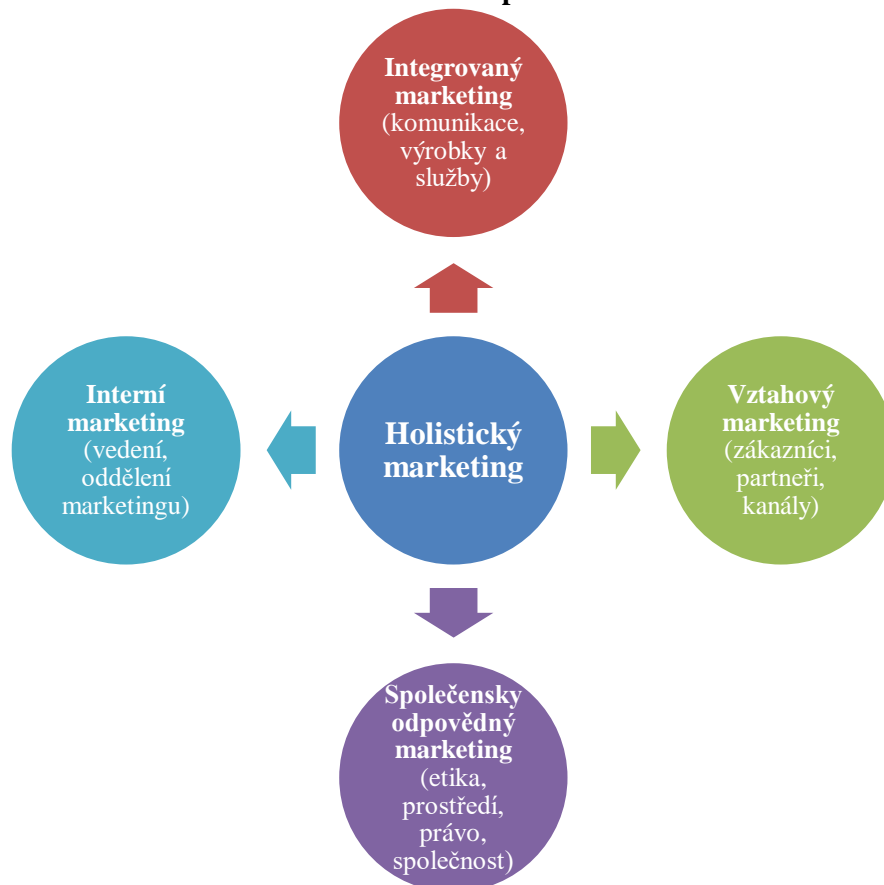 Integrovaný
marketing
(komunikace,
výrobky a
služby)
Interní
marketing
(vedení,
oddělení
marketingu)
Holistický
marketing
Vztahový
marketing
(zákazníci,
partneři,
kanály)
Společensky
odpovědný
marketing
(etika,
prostředí,
právo,
společnost)